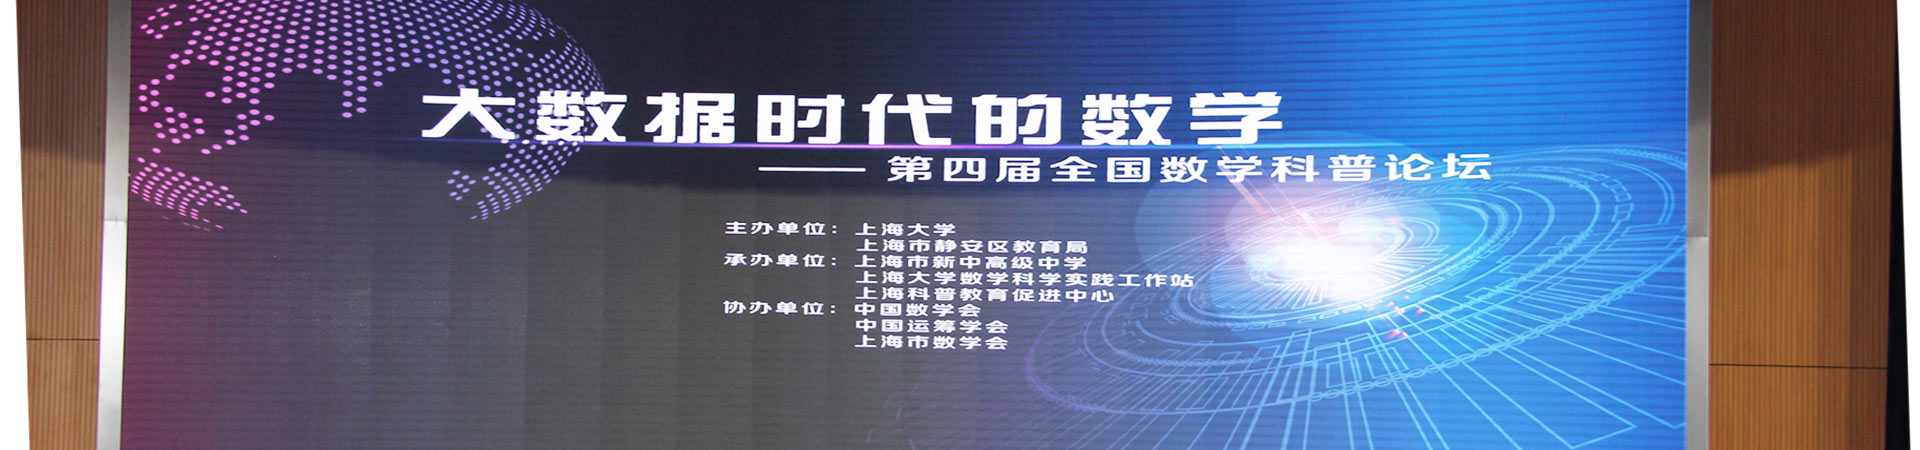 大数据时代的数学
——第四届全国数学科普论坛
主办单位：上海大学
上海市静安区教育局
承办单位：上海市新中高级中学
上海大学数学科学实践工作站
上海科普教育促进中心
协办单位：中国数学会
中国运筹学会
上海市数学会